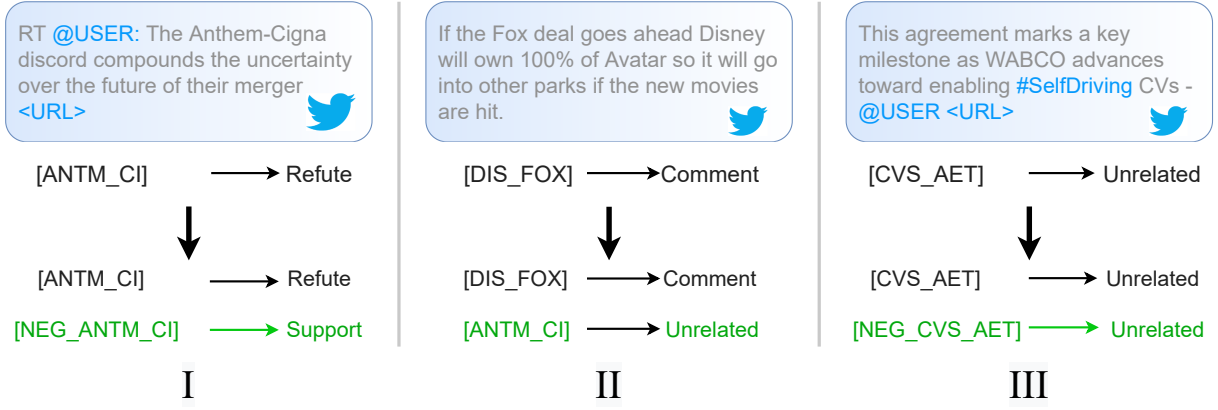 RT @USER: The Anthem-Cigna
discord compounds the uncertainty
over the future of their merger
<URL>
[ANTM_CI] Refute
[ANTM_CI] Refute
[NEG_ANTM_CI] Support
I
If the Fox deal goes ahead Disney
will own 100% of Avatar so it will go
into other parks if the new movies
are hit.
[DIS_FOX] Comment
[DIS_FOX] Comment
[ANTM_CI] Unrelated
II
This agreement marks a key
milestone as WABCO advances
toward enabling #SelfDriving CVs -
@USER <URL>
[CVS_AET] Unrelated
[CVS_AET] Unrelated
[NEG_CVS_AET] Unrelated
III